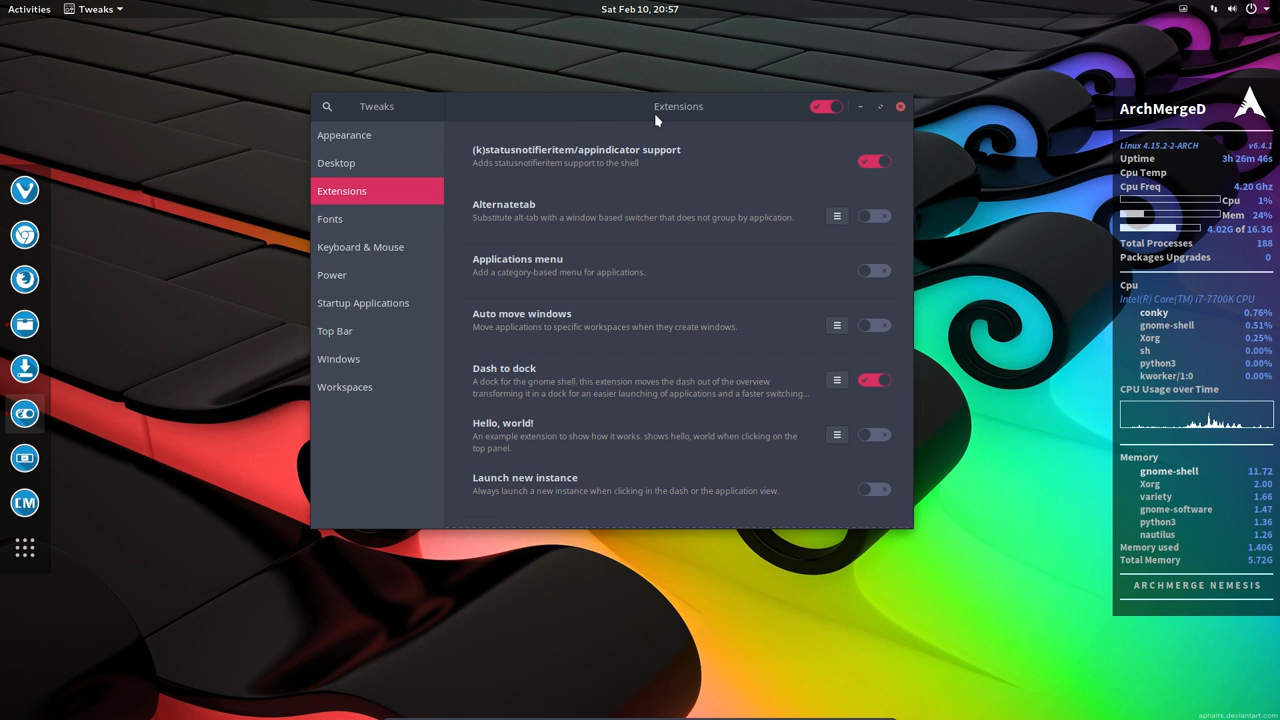 Activities
Tweaks
Sat Feb 10, 20:57
Tweaks
Extensions
Appearance
Desktop
Extensions
Fonts
Keyboard & Mouse
Power
Startup Applications
Top Bar
Windows
Workspaces
(k)statusnotifieritem/appindicator support
Adds statusnotifieritem support to the shell
Alternatetab
Substitute alt-tab with a window based switcher that does not group by application.
Applications menu
Add a category-based menu for applications.
Auto move windows
Move applications to specific workspaces when they create windows.
Dash to dock
A dock for the gnome shell. this extension moves the dash out of the overview
transforming it in a dock for an easier launching of applications and a faster switching...
Hello, world!
An example extension to show how it works. shows hello, world when clicking on the
top panel.
Launch new instance
Always launch a new instance when clicking in the dash or the application view.
ArchMergeD
Linux 4.15.2-2-ARCH v6.4.1
Uptime 3h 26m 46s
Cpu Temp
Cpu Freq 4.20 Ghz
Cpu 1%
Mem 24%
4.02G of 16.3G
Total Processes 188
Packages Upgrades 0
Cpu
Intel(R) Core(TM) i7-7700K CPU
conky 0.76%
gnome-shell 0.51%
Xorg 0.25%
sh 0.00%
python3 0.00%
kworker/1:0 0.00%
CPU Usage over Time
Memory
gnome-shell 11.72
Xorg 2.00
variety 1.66
gnome-software 1.47
python3 1.36
nautilus 1.26
Memory used 1.40G
Total Memory 5.72G
ARCHMERGE NEMESIS
aphaits.deviantart.com